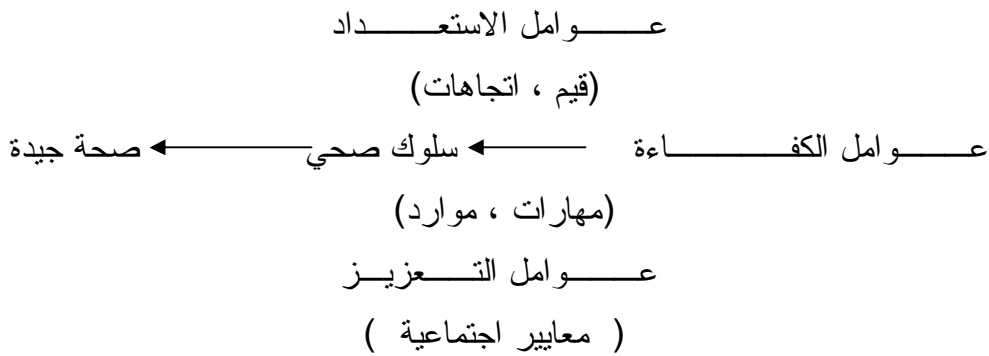 عوامل الاستعداد
(قيم ، اتجاهات)
عوامل الكفاءة سلوك صحي صحة جيدة
(مهارات ، موارد)
عوامل التعزيز
( معايير اجتماعية )